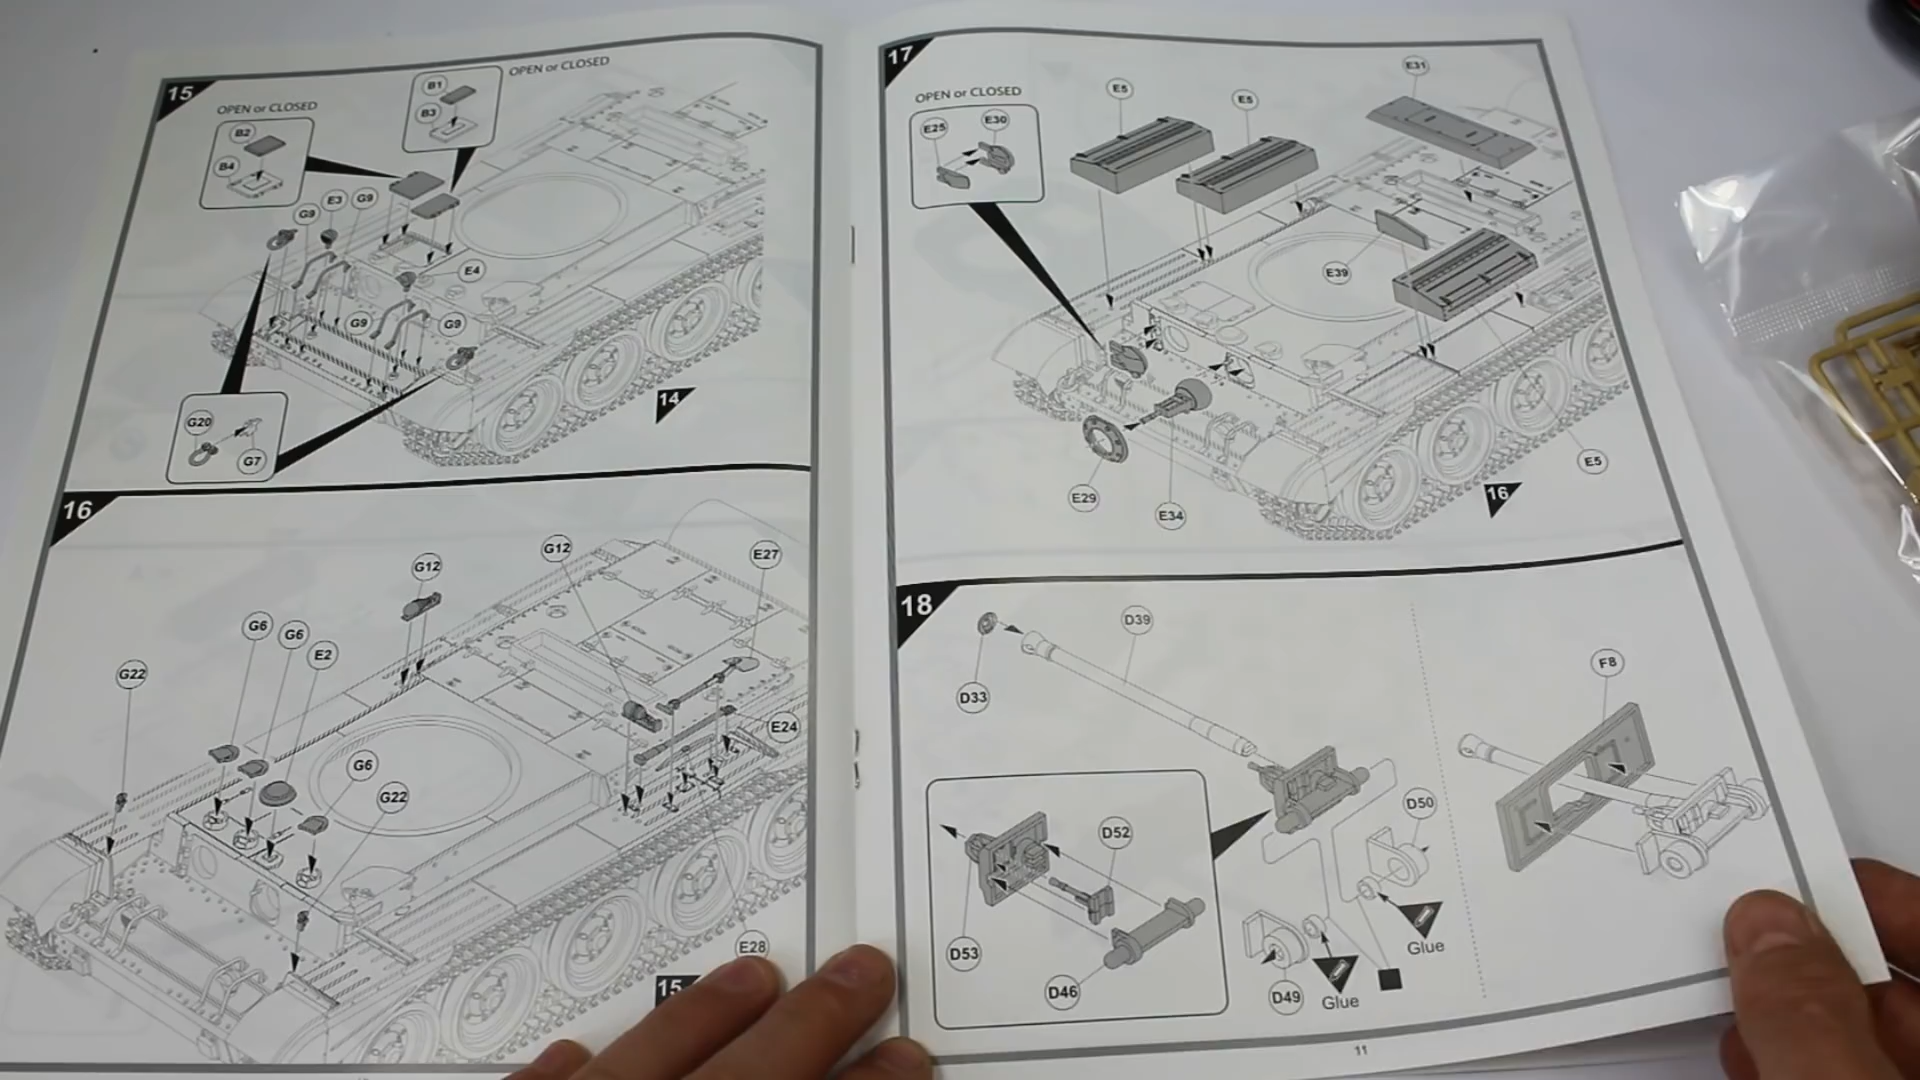 15
OPEN or CLOSED
B1
B3
OPEN or CLOSED
B2
B4
G9
E3
G9
E4
G9
G9
G20
G7
14
16
G12
G12
E27
G6
G6
E2
G22
E24
G6
G22
E28
15
17
OPEN or CLOSED
E25
E30
E5
E5
E31
E39
E29
E34
E5
16
18
D33
D39
F8
D50
D52
D53
D46
D49
Glue
Glue
11